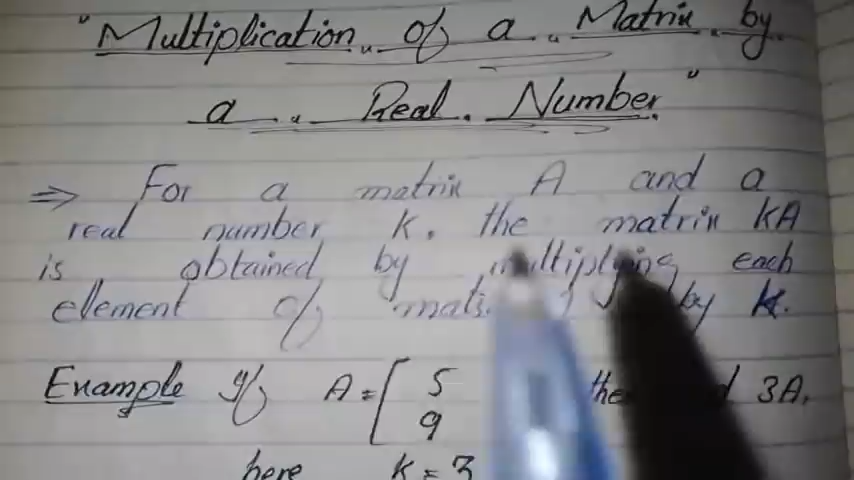 "Multiplication of a Matrix by
a Real Number"
⇒ For a matrix A and a
real number K. the matrix KA
is obtained by multiplying each
element of by K.
Example If A = [ 5 3A.
9
here K = 3